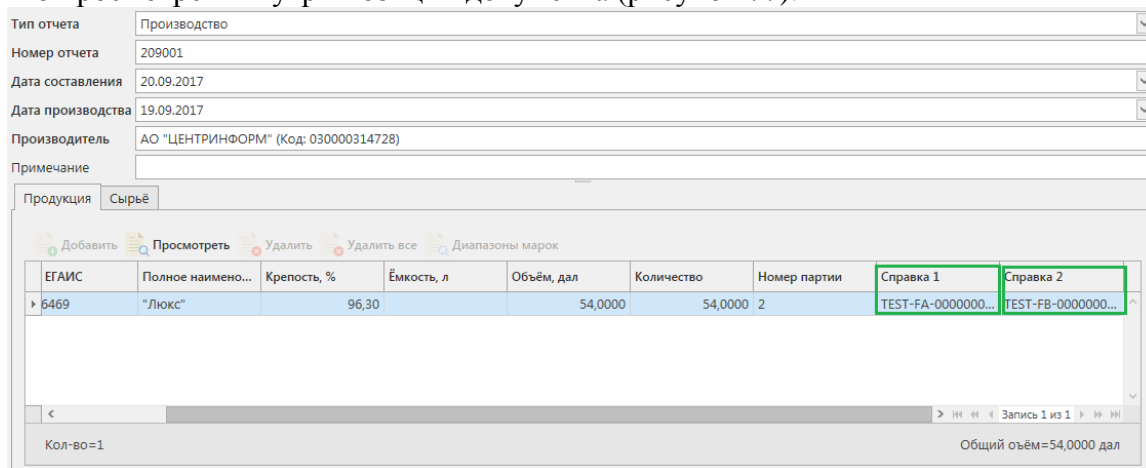 Тип отчета Производство
Номер отчета 209001
Дата составления 20.09.2017
Дата производства 19.09.2017
Производитель АО "ЦЕНТРИНФОРМ" (Код: 030000314728)
Примечание
Продукция Сырьё
Добавить Просмотреть Удалить Удалить все Диапазоны марок
ЕГАИС Полное наимено... Крепость, % Ёмкость, л Объём, дал Количество Номер партии Справка 1 Справка 2
6469 "Люкс" 96,30 54,0000 54,0000 2 TEST-FA-0000000... TEST-FB-0000000...
Запись 1 из 1
Кол-во=1 Общий оъём=54,0000 дал